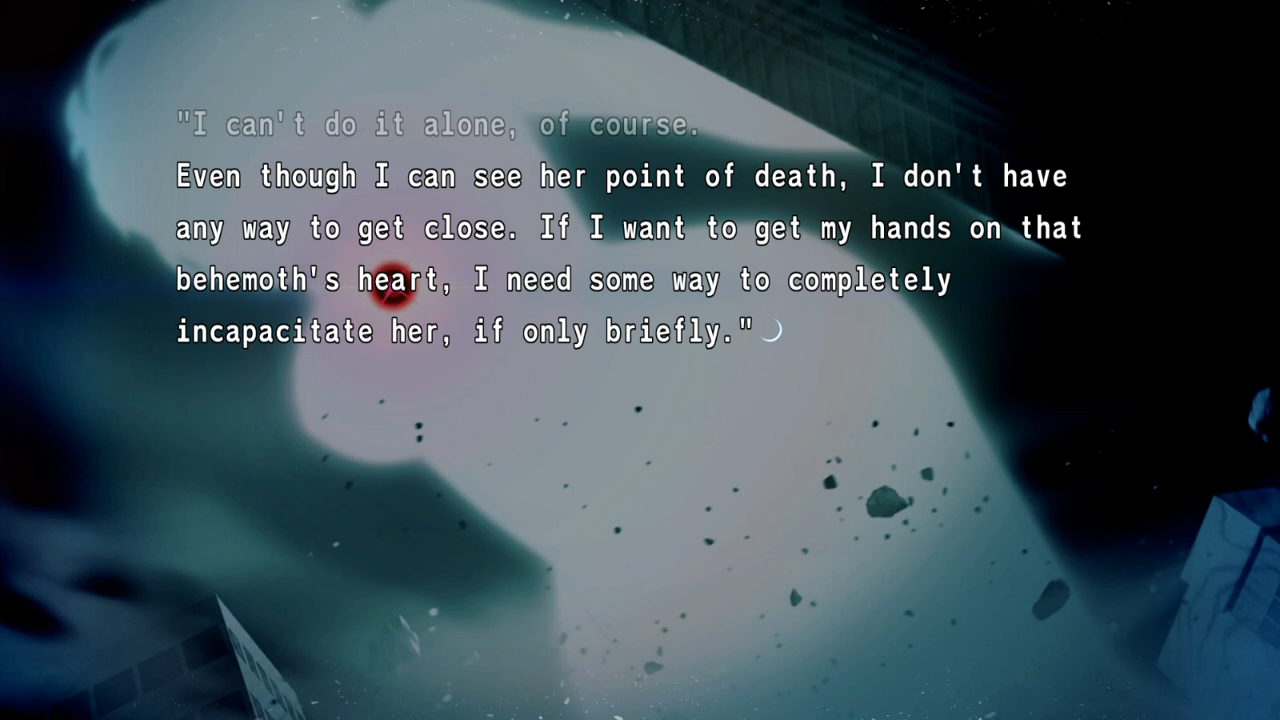 "I can't do it alone, of course.
Even though I can see her point of death, I don't have
any way to get close. If I want to get my hands on that
behemoth's heart, I need some way to completely
incapacitate her, if only briefly."